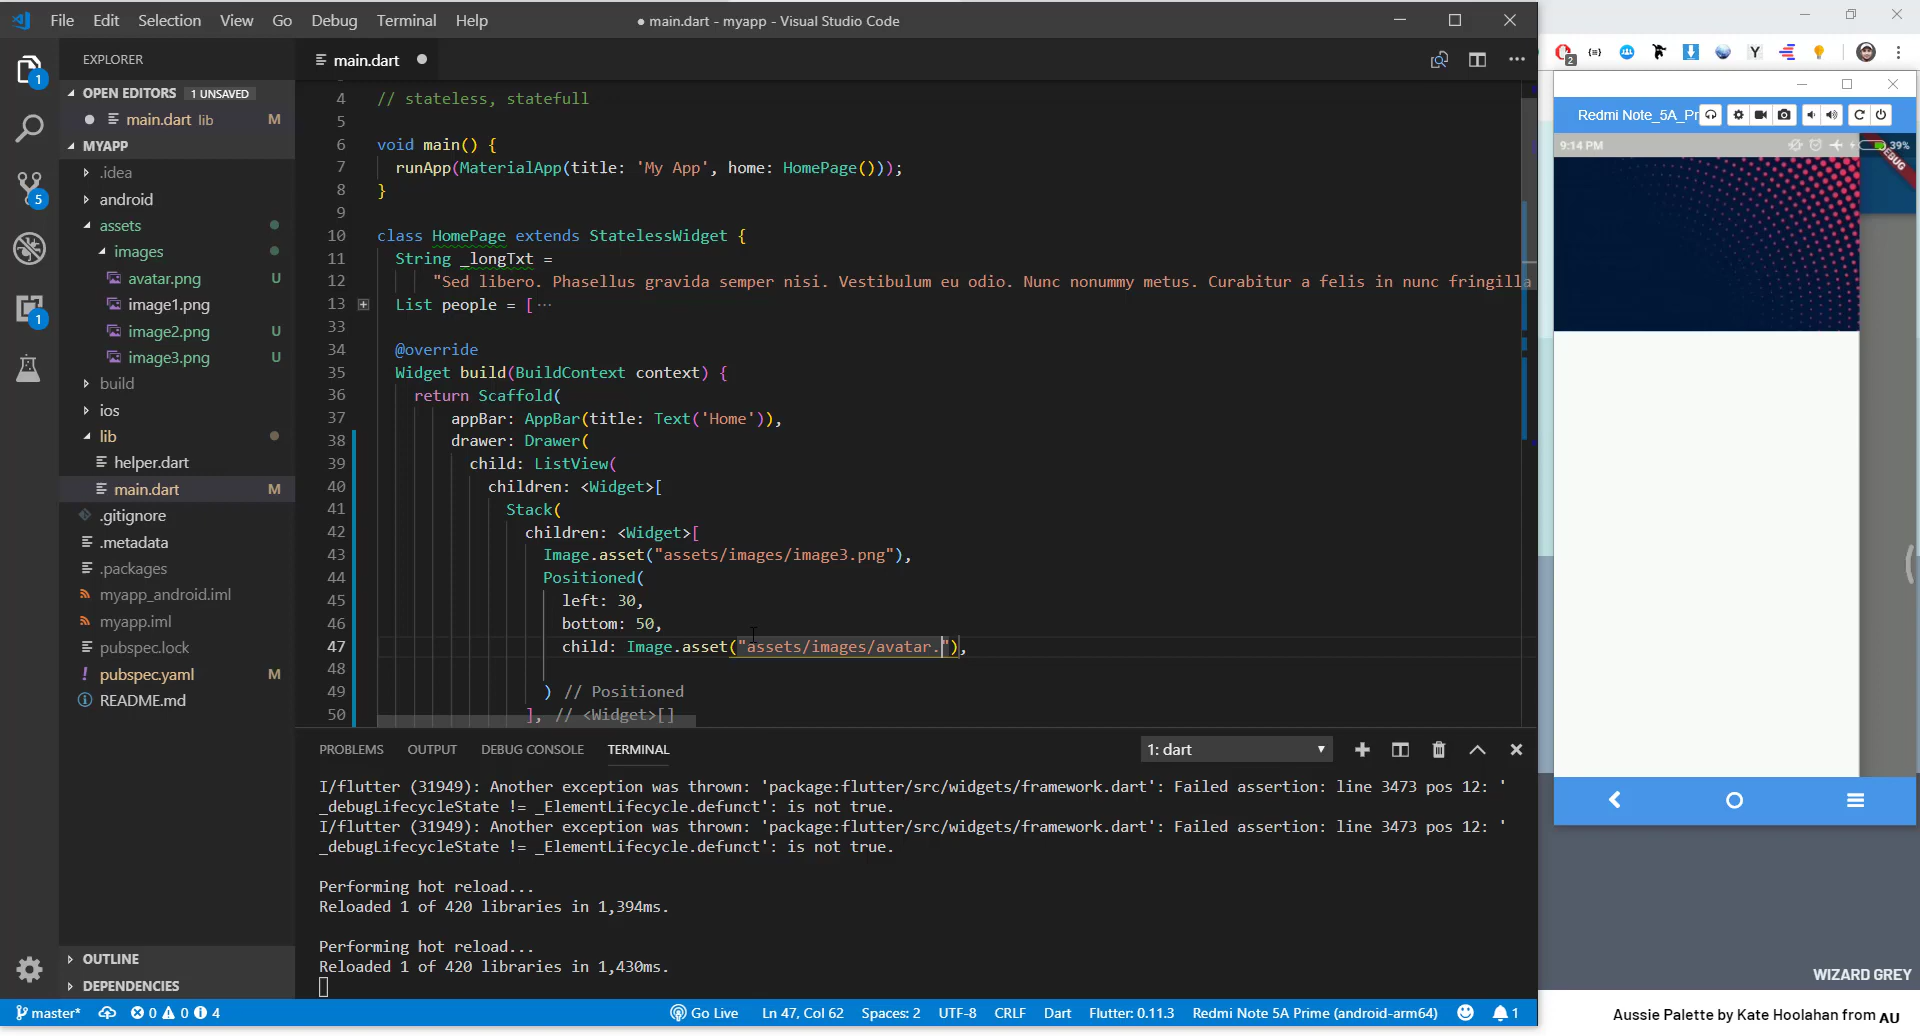 File Edit Selection View Go Debug Terminal Help
● main.dart - myapp - Visual Studio Code
EXPLORER
OPEN EDITORS 1 UNSAVED
main.dart lib M
MYAPP
.idea
android
assets
images
avatar.png U
image1.png
image2.png U
image3.png U
build
ios
lib
helper.dart
main.dart M
.gitignore
.metadata
.packages
myapp_android.iml
myapp.iml
pubspec.lock
! pubspec.yaml M
README.md
OUTLINE
DEPENDENCIES
1
5
1
main.dart
4 // stateless, statefull
5
6 void main() {
7 runApp(MaterialApp(title: 'My App', home: HomePage()));
8 }
9
10 class HomePage extends StatelessWidget {
11 String _longTxt =
12 "Sed libero. Phasellus gravida semper nisi. Vestibulum eu odio. Nunc nonummy metus. Curabitur a felis in nunc fringilla
13 List people = [...
33
34 @override
35 Widget build(BuildContext context) {
36 return Scaffold(
37 appBar: AppBar(title: Text('Home')),
38 drawer: Drawer(
39 child: ListView(
40 children: <Widget>[
41 Stack(
42 children: <Widget>[
43 Image.asset("assets/images/image3.png"),
44 Positioned(
45 left: 30,
46 bottom: 50,
47 child: Image.asset("assets/images/avatar."),
48
49 ) // Positioned
50 ], // <Widget>[]
PROBLEMS OUTPUT DEBUG CONSOLE TERMINAL
1: dart
I/flutter (31949): Another exception was thrown: 'package:flutter/src/widgets/framework.dart': Failed assertion: line 3473 pos 12: '
_debugLifecycleState != _ElementLifecycle.defunct': is not true.
I/flutter (31949): Another exception was thrown: 'package:flutter/src/widgets/framework.dart': Failed assertion: line 3473 pos 12: '
_debugLifecycleState != _ElementLifecycle.defunct': is not true.
Performing hot reload...
Reloaded 1 of 420 libraries in 1,394ms.
Performing hot reload...
Reloaded 1 of 420 libraries in 1,430ms.
master* 0 0 4
Go Live Ln 47, Col 62 Spaces: 2 UTF-8 CRLF Dart Flutter: 0.11.3 Redmi Note 5A Prime (android-arm64) 1
2
Y
Redmi Note_5A_Pr
9:14 PM
39%
DEBUG
WIZARD GREY
Aussie Palette by Kate Hoolahan from AU